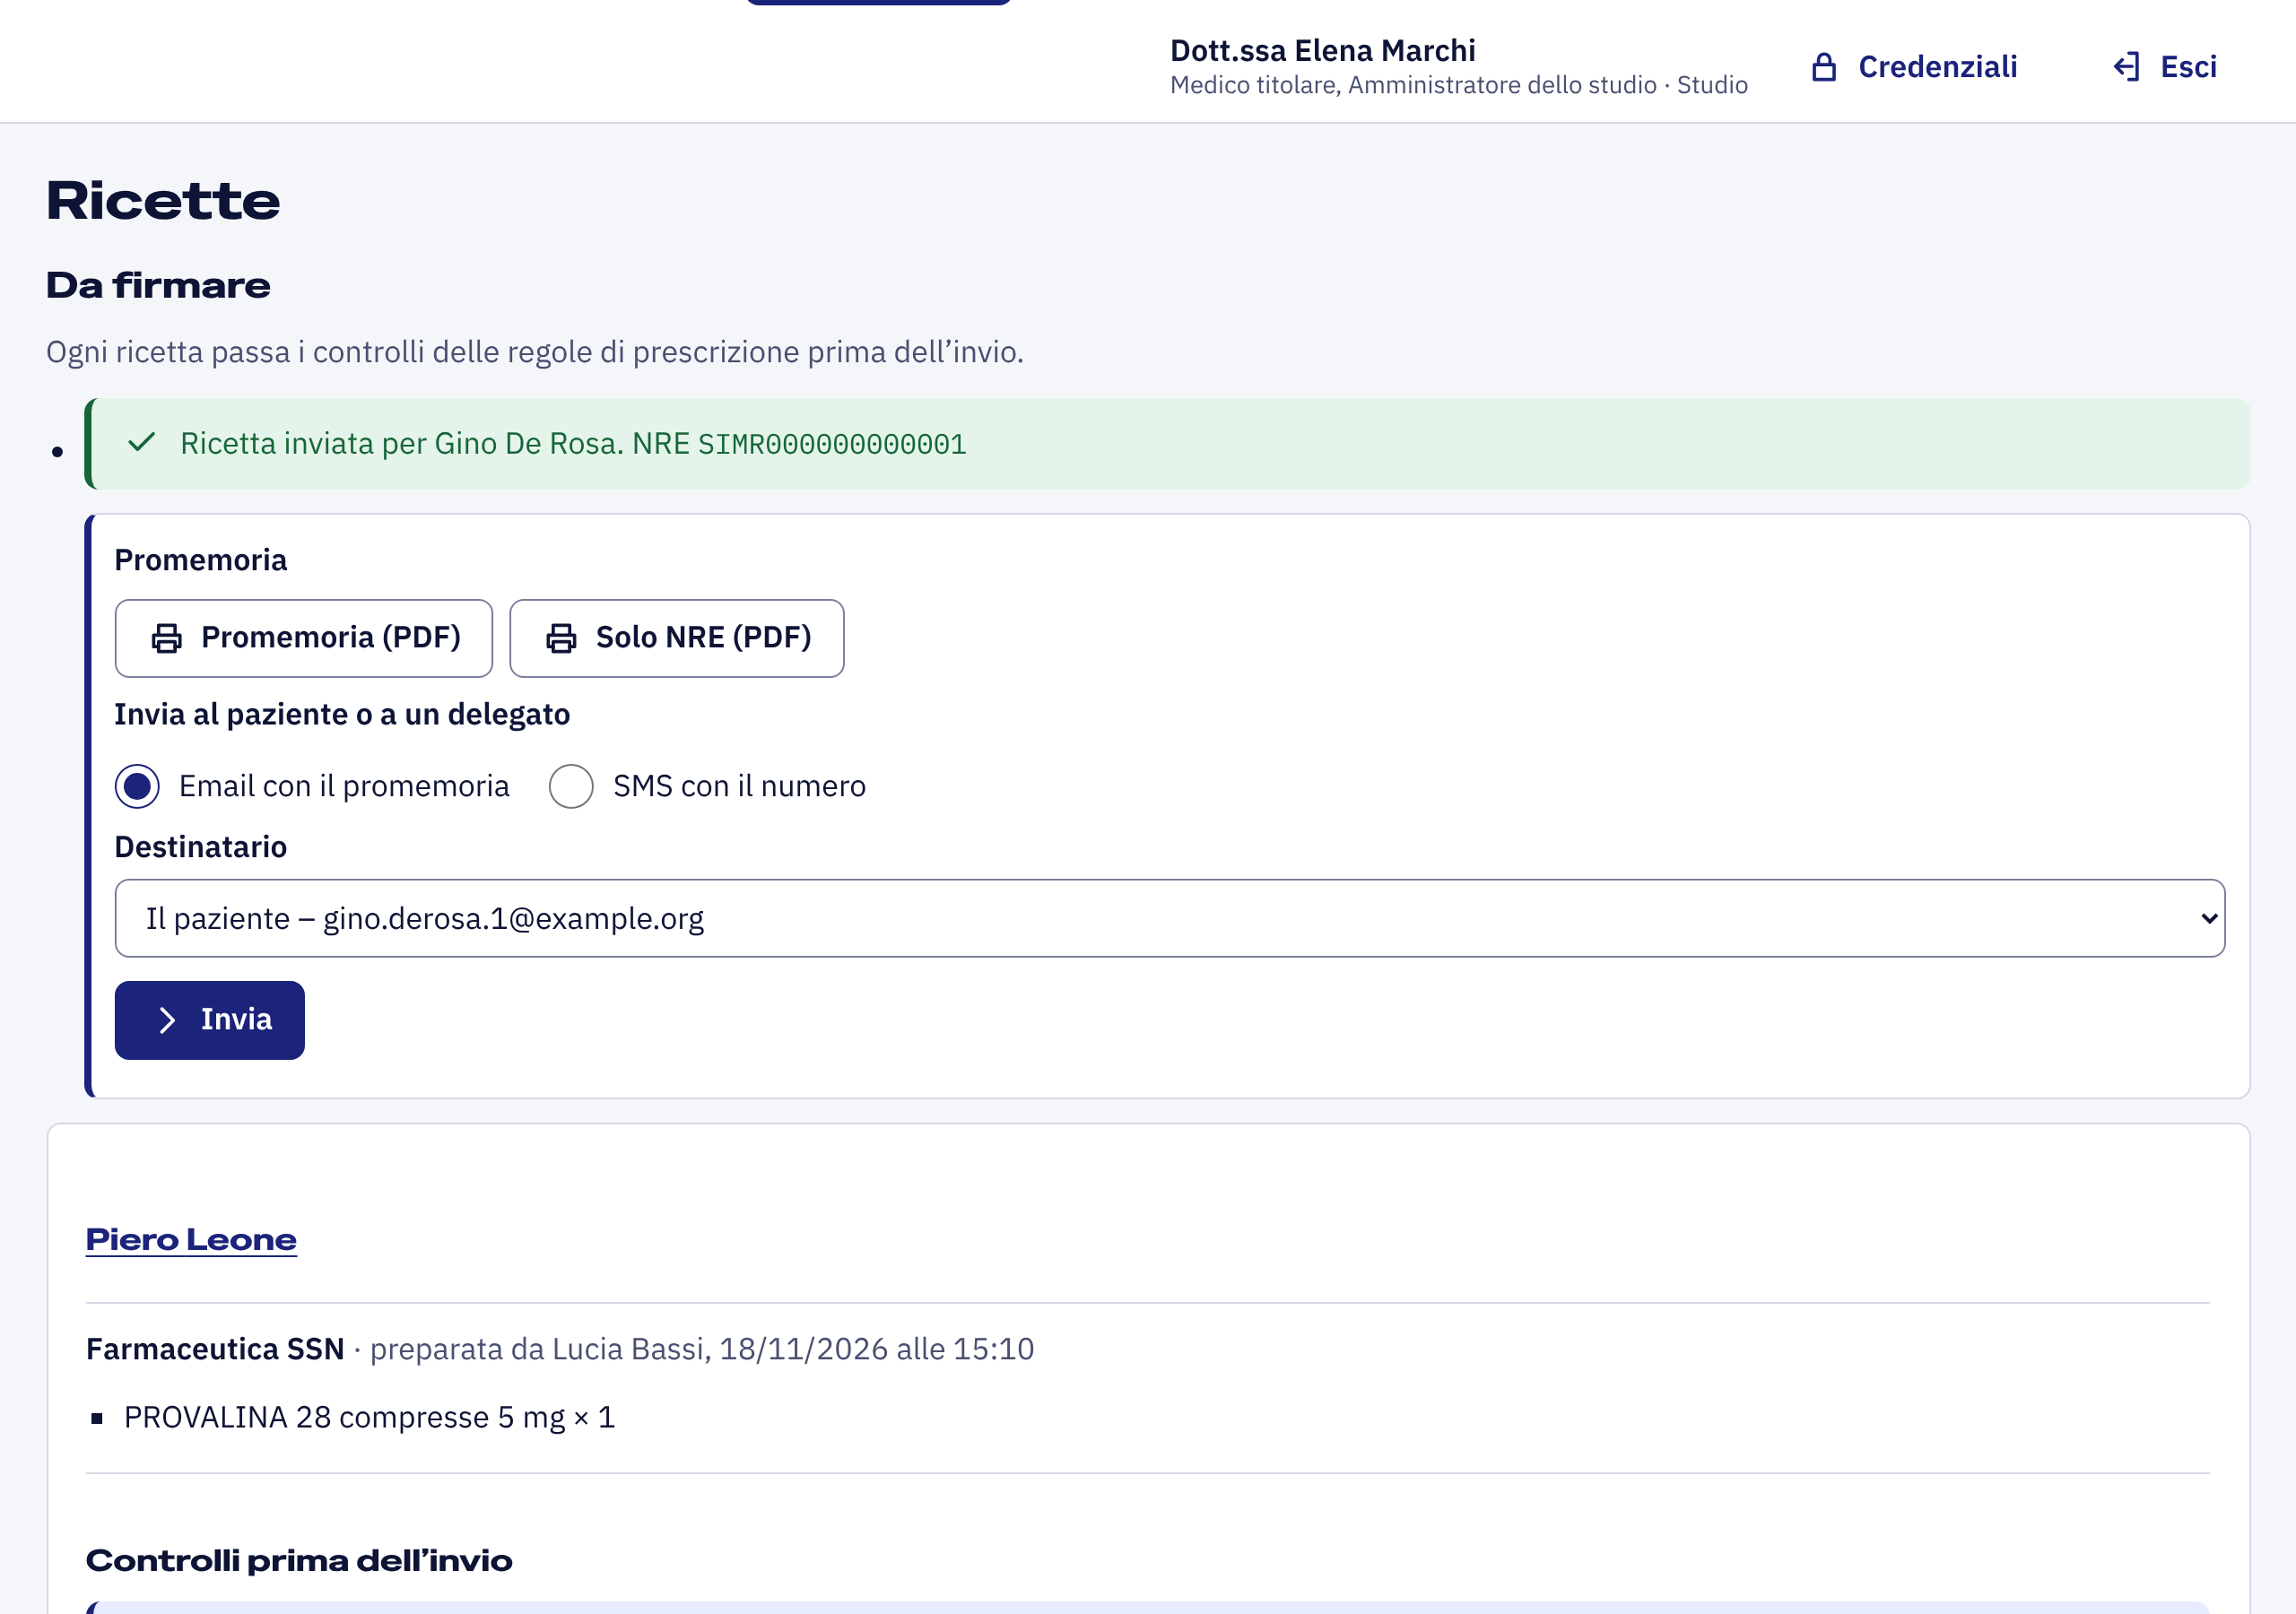 Dott.ssa Elena Marchi
Medico titolare, Amministratore dello studio · Studio
Credenziali
Esci
Ricette
Da firmare
Ogni ricetta passa i controlli delle regole di prescrizione prima dell’invio.
Ricetta inviata per Gino De Rosa. NRE SIMR000000000001
Promemoria
Promemoria (PDF)
Solo NRE (PDF)
Invia al paziente o a un delegato
Email con il promemoria
SMS con il numero
Destinatario
Il paziente – gino.derosa.1@example.org
Invia
Piero Leone
Farmaceutica SSN · preparata da Lucia Bassi, 18/11/2026 alle 15:10
PROVALINA 28 compresse 5 mg × 1
Controlli prima dell’invio